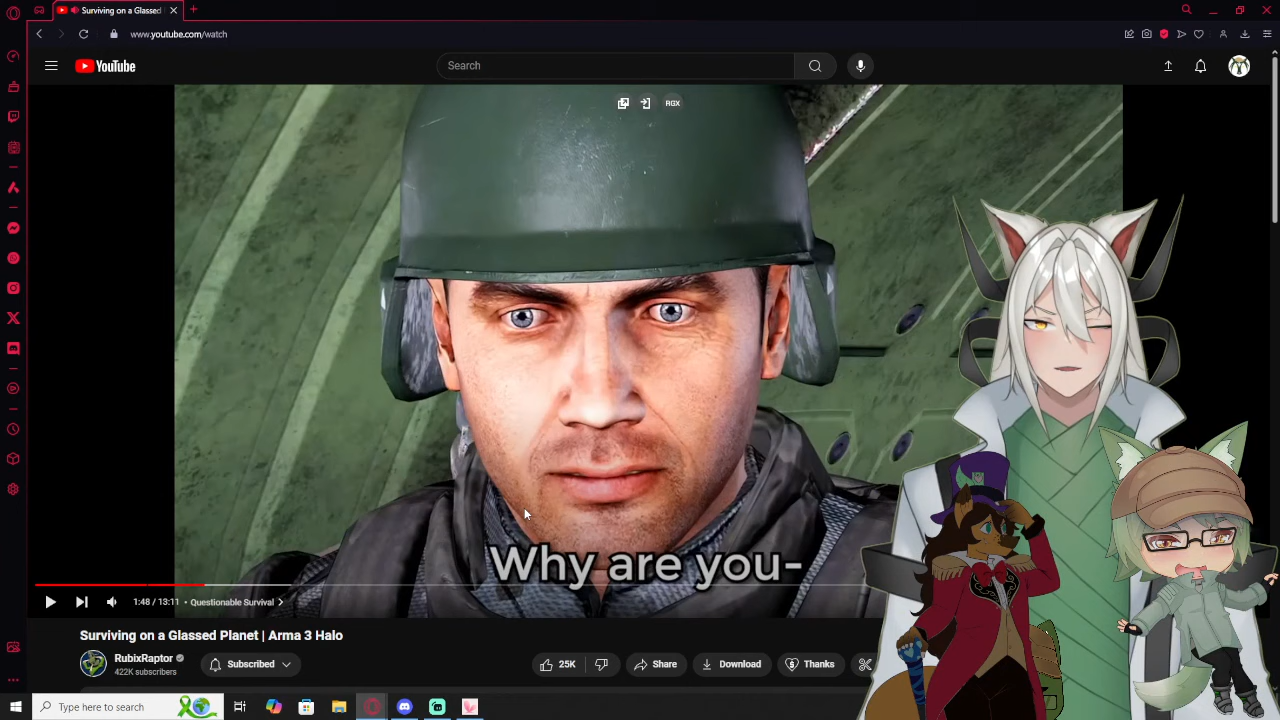 Surviving on a Glassed
www.youtube.com/watch
YouTube
Search
RGX
Why are you-
1:48 / 13:11 • Questionable Survival
Surviving on a Glassed Planet | Arma 3 Halo
RubixRaptor
422K subscribers
Subscribed
25K
Share
Download
Thanks
Type here to search